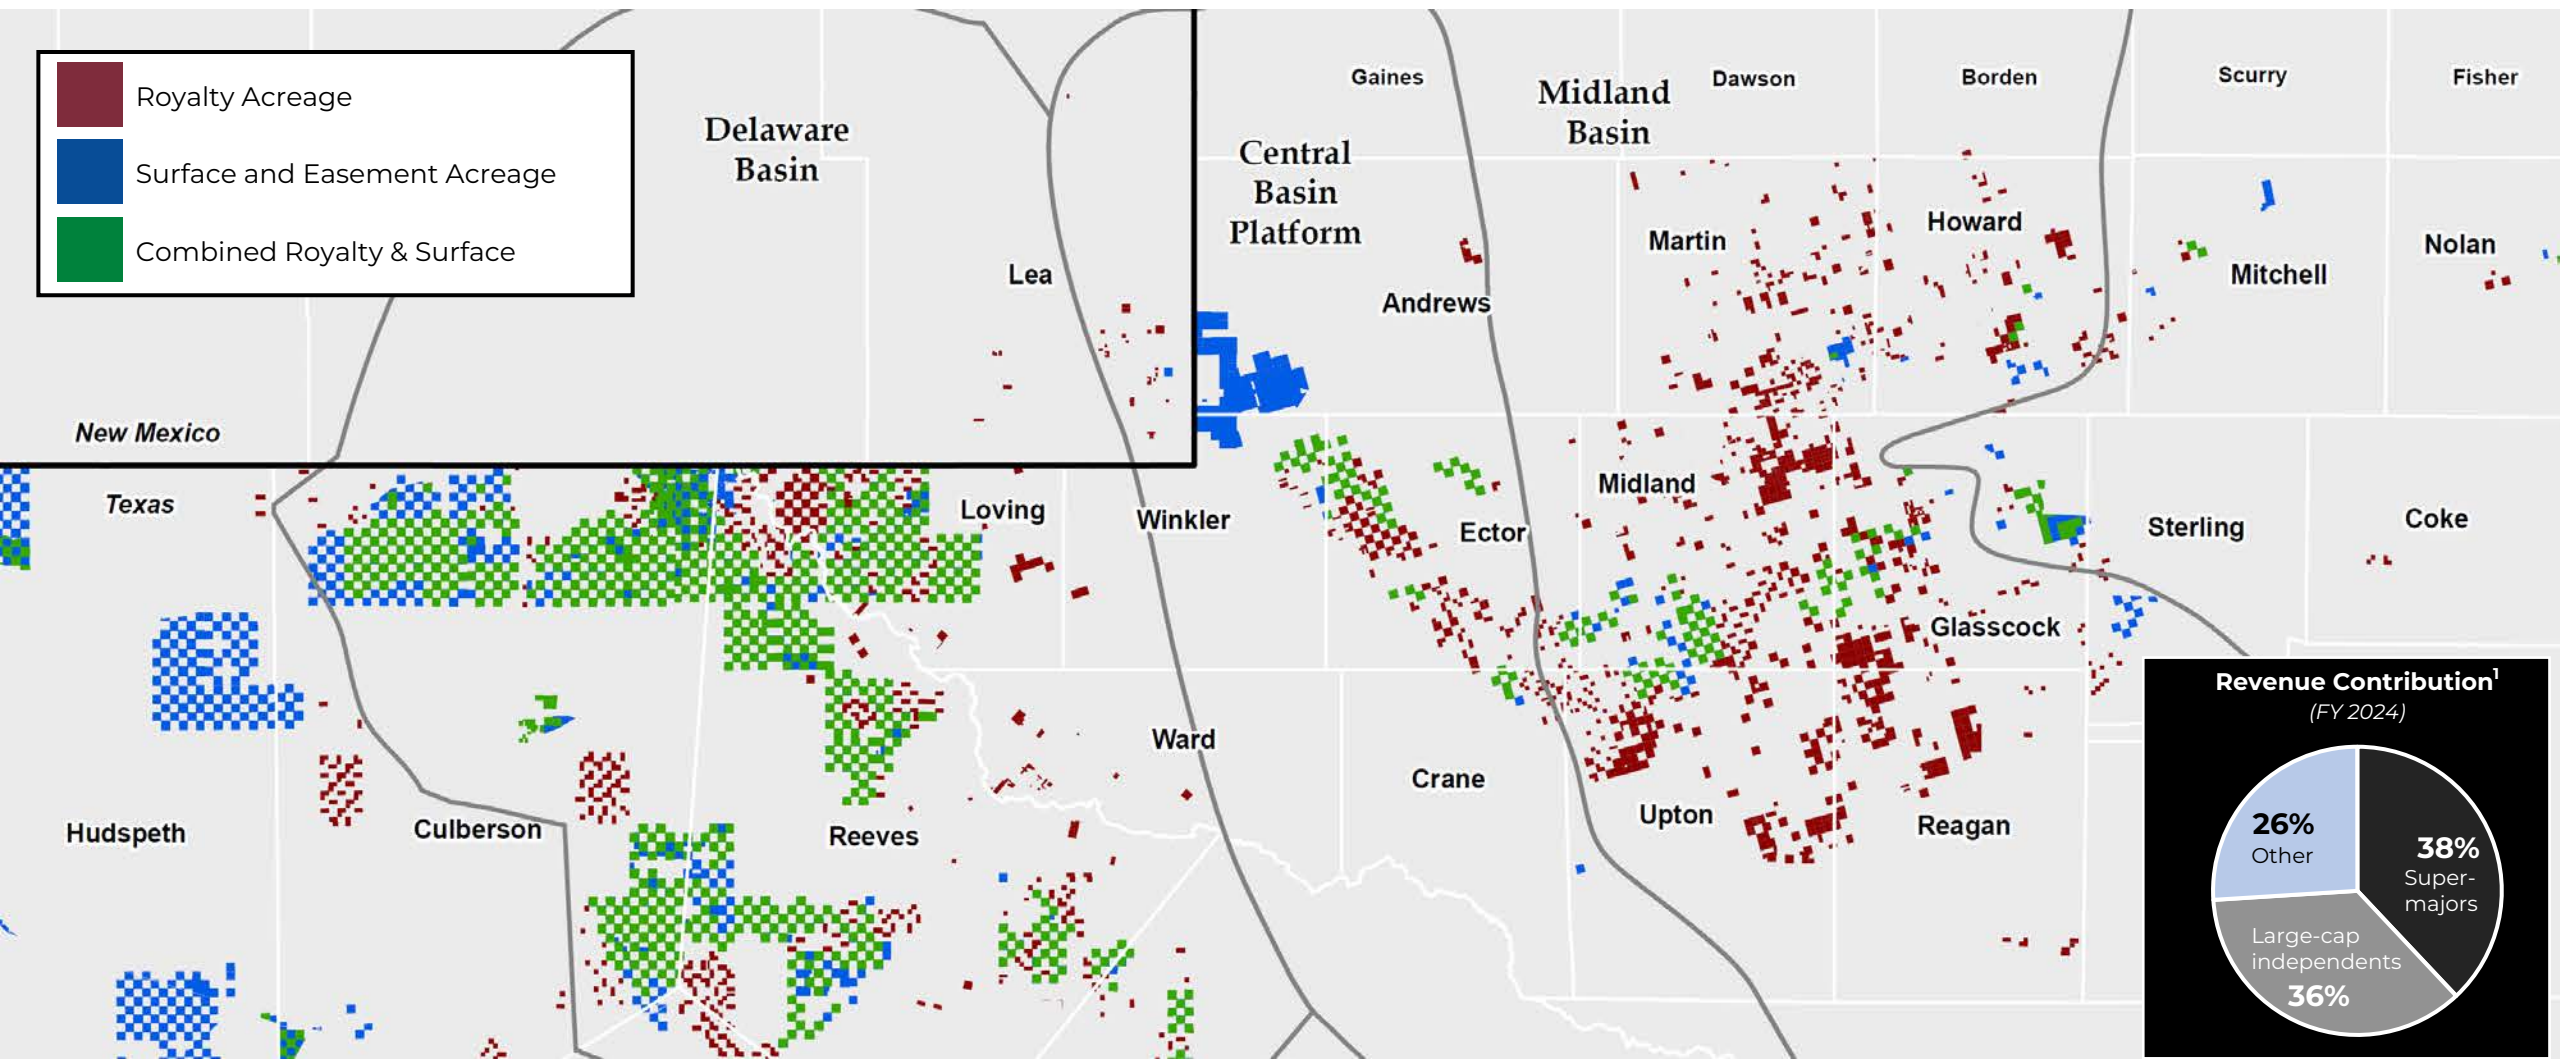 Royalty Acreage
Surface and Easement Acreage
Combined Royalty & Surface
Delaware
Basin
Central
Basin
Platform
Midland
Basin
Gaines
Dawson
Borden
Scurry
Fisher
Lea
Andrews
Martin
Howard
Mitchell
Nolan
New Mexico
Texas
Loving
Winkler
Ector
Midland
Glasscock
Sterling
Coke
Hudspeth
Culberson
Reeves
Ward
Crane
Upton
Reagan
Revenue Contribution¹
(FY 2024)
26%
Other
38%
Super-
majors
Large-cap
independents
36%